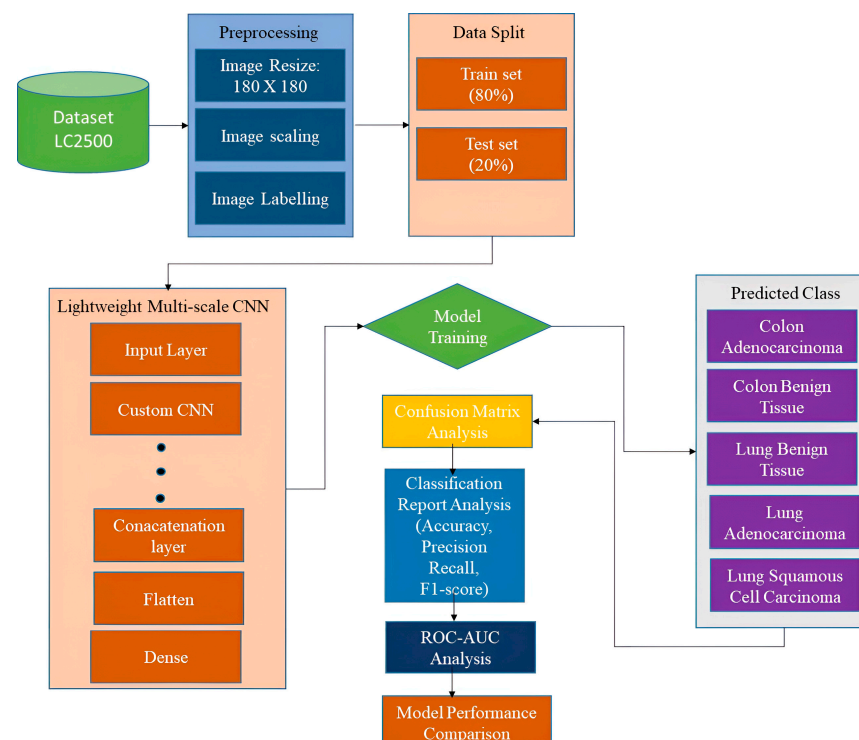 Dataset
LC2500
Preprocessing
Image Resize:
180 X 180
Image scaling
Image Labelling
Data Split
Train set
(80%)
Test set
(20%)
Lightweight Multi-scale CNN
Input Layer
Custom CNN
Conacatenation
layer
Flatten
Dense
Model
Training
Predicted Class
Colon
Adenocarcinoma
Colon Benign
Tissue
Lung Benign
Tissue
Lung
Adenocarcinoma
Lung Squamous
Cell Carcinoma
Confusion Matrix
Analysis
Classification
Report Analysis
(Accuracy,
Precision
Recall,
F1-score)
ROC-AUC
Analysis
Model Performance
Comparison